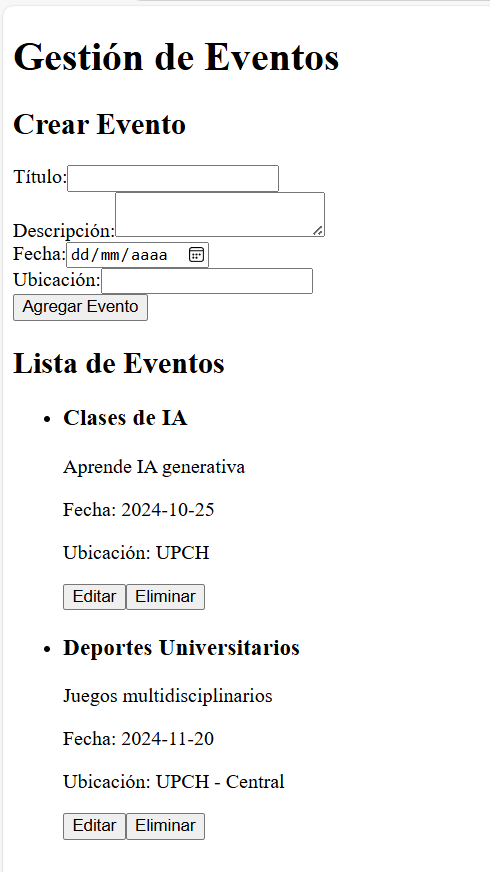 Gestión de Eventos
Crear Evento
Título:
Descripción:
Fecha: dd/mm/aaaa
Ubicación:
Agregar Evento
Lista de Eventos
Clases de IA
Aprende IA generativa
Fecha: 2024-10-25
Ubicación: UPCH
Editar Eliminar
Deportes Universitarios
Juegos multidisciplinarios
Fecha: 2024-11-20
Ubicación: UPCH - Central
Editar Eliminar